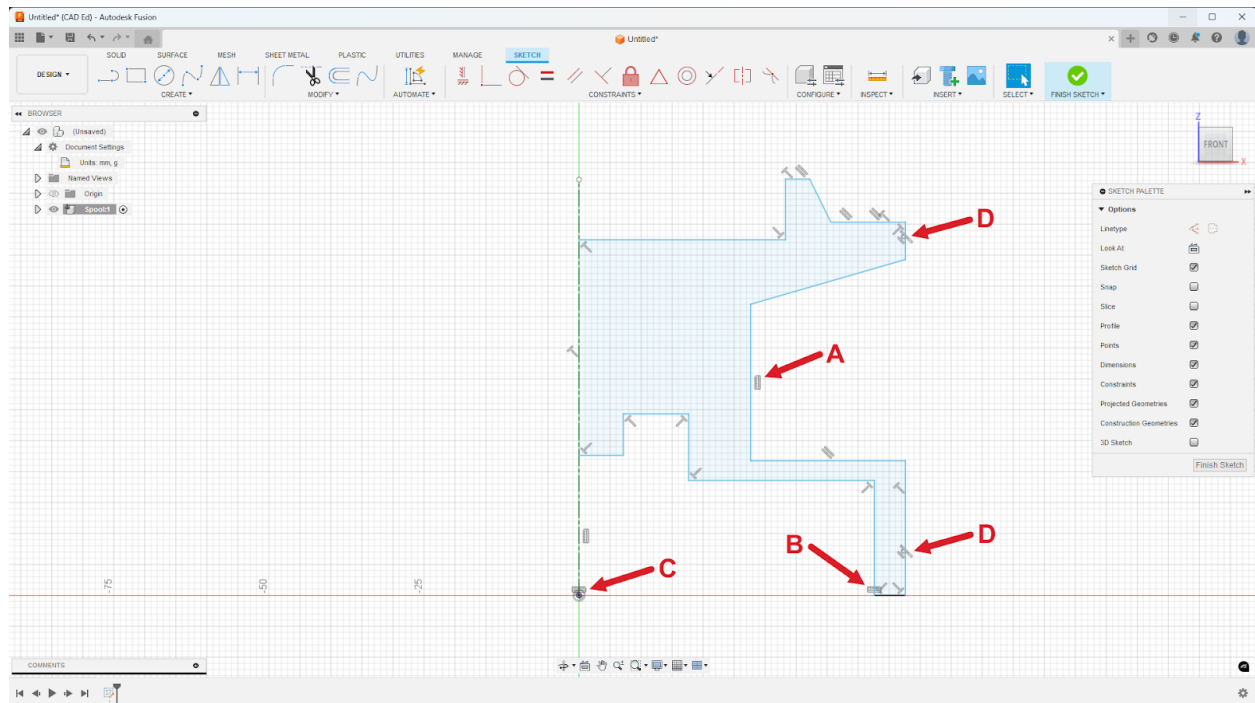 Untitled* (CAD Ed) - Autodesk Fusion
Untitled*
SOLID SURFACE MESH SHEET METAL PLASTIC UTILITIES MANAGE SKETCH
DESIGN
CREATE MODIFY AUTOMATE CONSTRAINTS CONFIGURE INSPECT INSERT SELECT FINISH SKETCH
BROWSER
(Unsaved)
Document Settings
Units: mm, g
Named Views
Origin
Spool:1
Z
FRONT
X
SKETCH PALETTE
Options
Linetype
Look At
Sketch Grid
Snap
Slice
Profile
Points
Dimensions
Constraints
Projected Geometries
Construction Geometries
3D Sketch
Finish Sketch
D
A
D
B
C
-75
-50
-25
COMMENTS